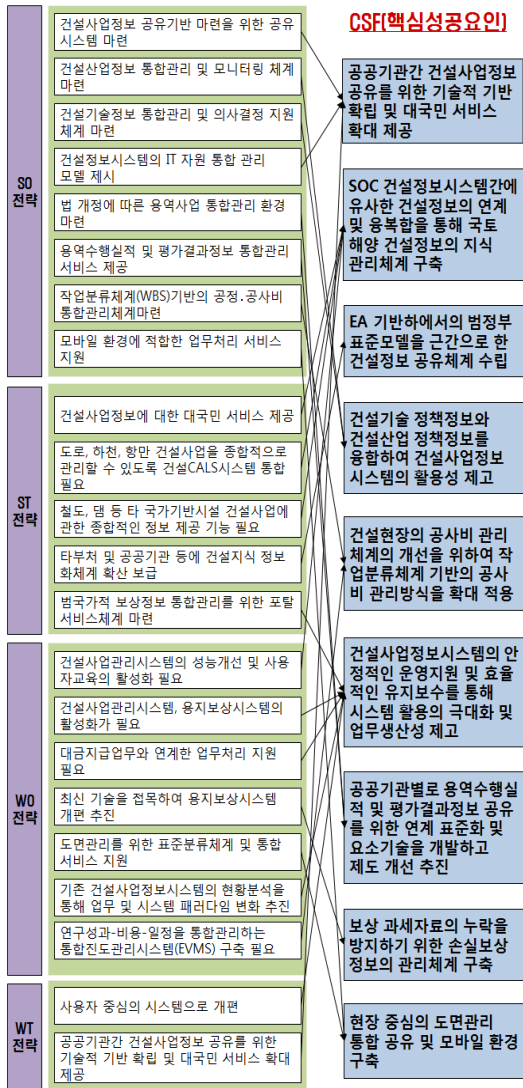 CSF(핵심성공요인)
SO
전략
건설사업정보 공유기반 마련을 위한 공유
시스템 마련
건설산업정보 통합관리 및 모니터링 체계
마련
건설기술정보 통합관리 및 의사결정 지원
체계 마련
건설정보시스템의 IT 자원 통합 관리
모델 제시
법 개정에 따른 용역사업 통합관리 환경
마련
용역수행실적 및 평가결과정보 통합관리
서비스 제공
작업분류체계(WBS)기반의 공정.공사비
통합관리체계마련
모바일 환경에 적합한 업무처리 서비스
지원
ST
전략
건설사업정보에 대한 대국민 서비스 제공
도로, 하천, 항만 건설사업을 종합적으로
관리할 수 있도록 건설CALS시스템 통합
필요
철도, 댐 등 타 국가기반시설 건설사업에
관한 종합적인 정보 제공 기능 필요
타부처 및 공공기관 등에 건설지식 정보
화체계 확산 보급
범국가적 보상정보 통합관리를 위한 포탈
서비스체계 마련
WO
전략
건설사업관리시스템의 성능개선 및 사용
자교육의 활성화 필요
건설사업관리시스템, 용지보상시스템의
활성화가 필요
대금지급업무와 연계한 업무처리 지원
필요
최신 기술을 접목하여 용지보상시스템
개편 추진
도면관리를 위한 표준분류체계 및 통합
서비스 지원
기존 건설사업정보시스템의 현황분석을
통해 업무 및 시스템 패러다임 변화 추진
연구성과-비용-일정을 통합관리하는
통합진도관리시스템(EVMS) 구축 필요
WT
전략
사용자 중심의 시스템으로 개편
공공기관간 건설사업정보 공유를 위한
기술적 기반 확립 및 대국민 서비스 확대
제공
공공기관간 건설사업정보
공유를 위한 기술적 기반
확립 및 대국민 서비스
확대 제공
SOC 건설정보시스템간에
유사한 건설정보의 연계
및 융복합을 통해 국토
해양 건설정보의 지식
관리체계 구축
EA 기반하에서의 범정부
표준모델을 근간으로 한
건설정보 공유체계 수립
건설기술 정책정보와
건설산업 정책정보를
융합하여 건설사업정보
시스템의 활용성 제고
건설현장의 공사비 관리
체계의 개선을 위하여 작
업분류체계 기반의 공사
비 관리방식을 확대 적용
건설사업정보시스템의 안
정적인 운영지원 및 효율
적인 유지보수를 통해
시스템 활용의 극대화 및
업무생산성 제고
공공기관별로 용역수행실
적 및 평가결과정보 공유
를 위한 연계 표준화 및
요소기술을 개발하고
제도 개선 추진
보상 과세자료의 누락을
방지하기 위한 손실보상
정보의 관리체계 구축
현장 중심의 도면관리
통합 공유 및 모바일 환경
구축